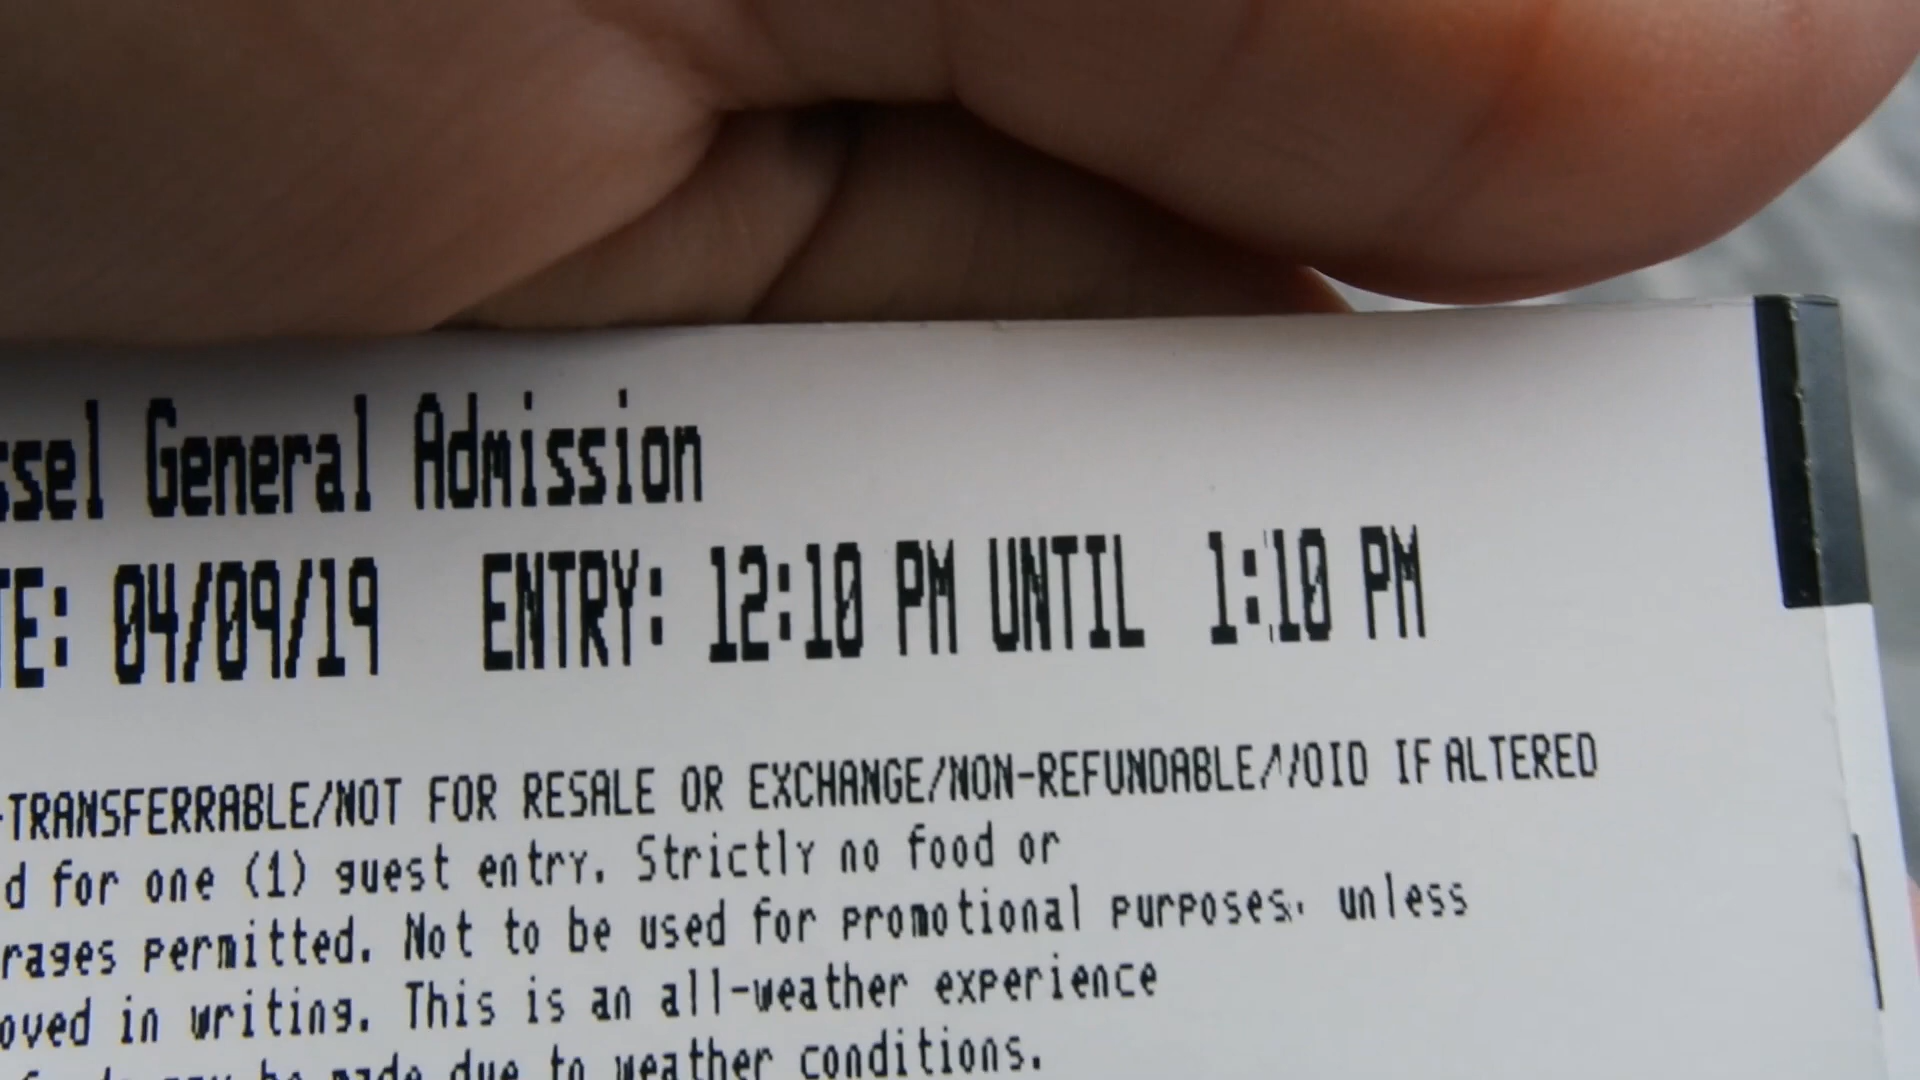 ssel General Admission
TE: 04/09/19 ENTRY: 12:10 PM UNTIL 1:10 PM
-TRANSFERRABLE/NOT FOR RESALE OR EXCHANGE/NON-REFUNDABLE/VOID IF ALTERED
d for one (1) guest entry. Strictly no food or
rages permitted. Not to be used for promotional purposes, unless
oved in writing. This is an all-weather experience
may be made due to weather conditions.